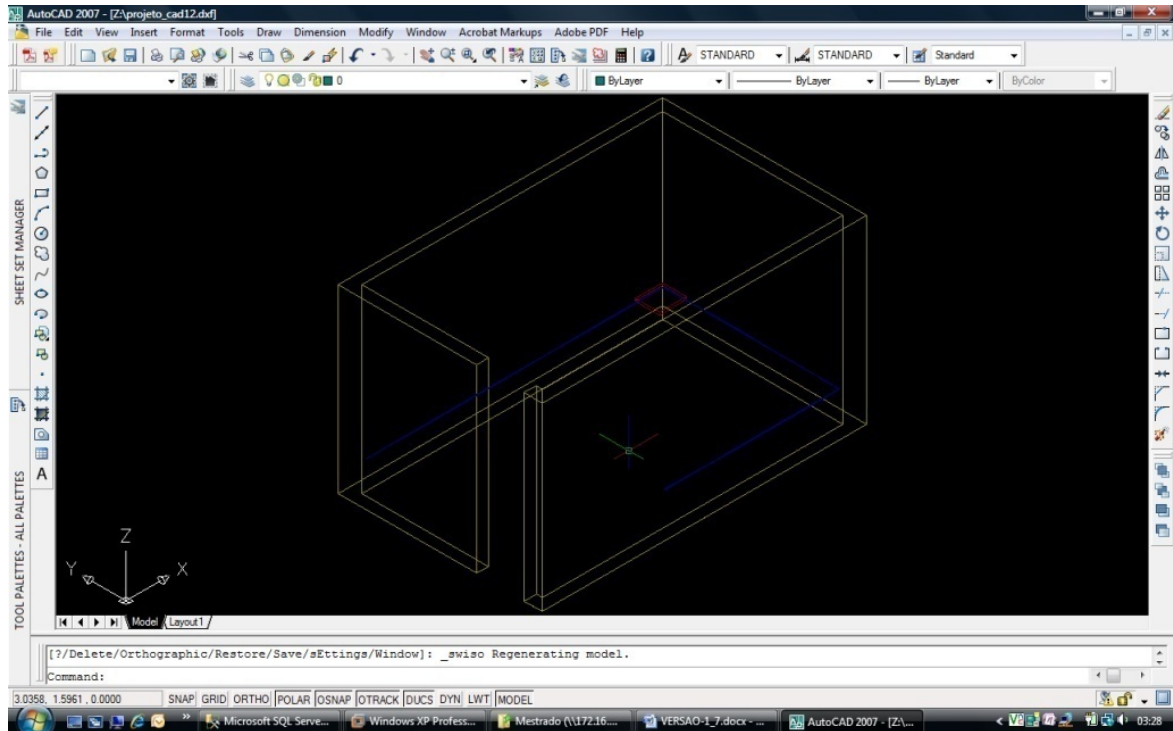 AutoCAD 2007 - [Z:\projeto_cad12.dxf]
File Edit View Insert Format Tools Draw Dimension Modify Window Acrobat Markups Adobe PDF Help
STANDARD STANDARD Standard
0 ByLayer ByLayer ByLayer ByColor
SHEET SET MANAGER
TOOL PALETTES - ALL PALETTES
A
Z
Y X
Model Layout1
[?/Delete/Orthographic/Restore/Save/sEttings/Window]: _swiso Regenerating model.
Command:
3.0358, 1.5961, 0.0000 SNAP GRID ORTHO POLAR OSNAP OTRACK DUCS DYN LWT MODEL
Microsoft SQL Serve... Windows XP Profess... Mestrado (\\172.16.... VERSAO-1_7.docx - ... AutoCAD 2007 - [Z:\... 03:28